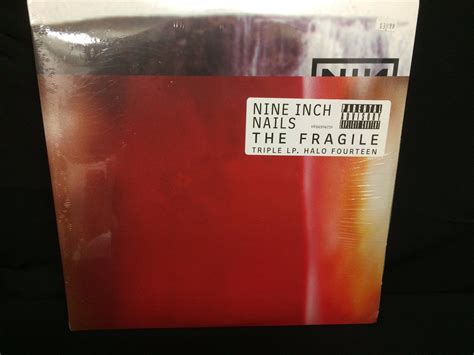 NIN
NINE INCH
NAILS
THE FRAGILE
TRIPLE LP. HALO FOURTEEN
PARENTAL
ADVISORY
EXPLICIT CONTENT